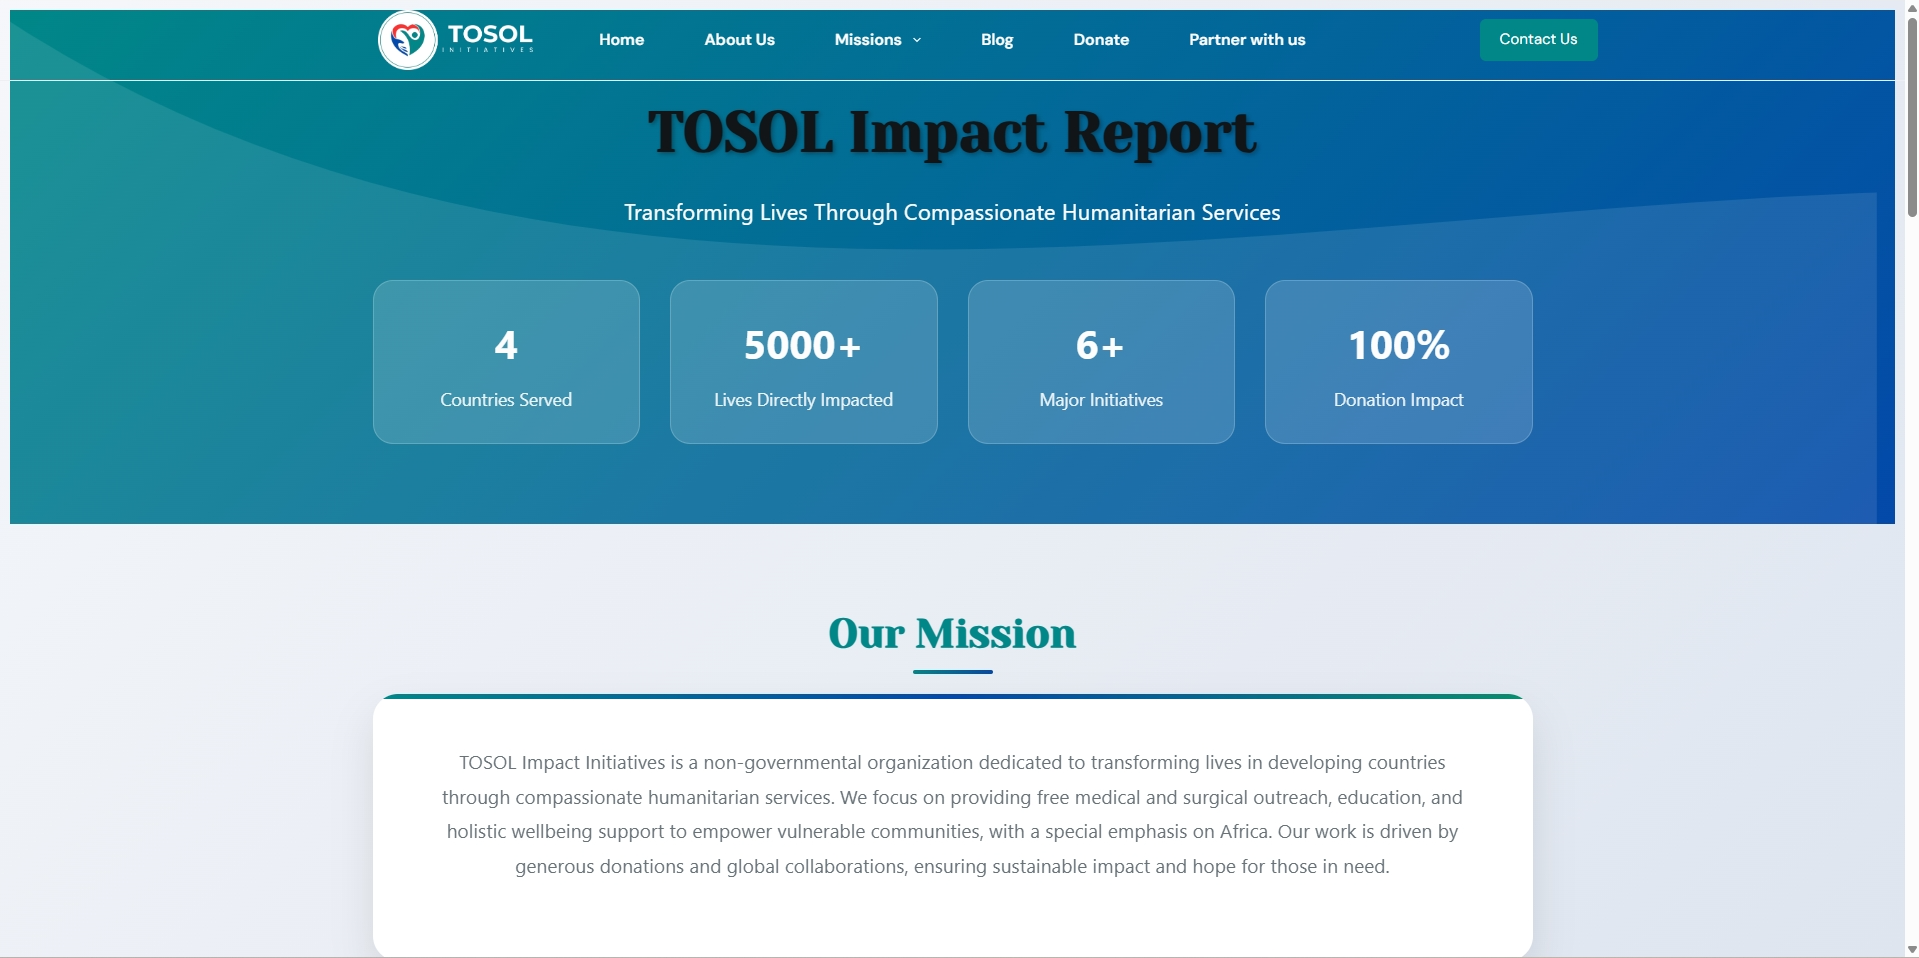 TOSOL
INITIATIVES
Home
About Us
Missions
Blog
Donate
Partner with us
Contact Us
TOSOL Impact Report
Transforming Lives Through Compassionate Humanitarian Services
4
Countries Served
5000+
Lives Directly Impacted
6+
Major Initiatives
100%
Donation Impact
Our Mission
TOSOL Impact Initiatives is a non-governmental organization dedicated to transforming lives in developing countries
through compassionate humanitarian services. We focus on providing free medical and surgical outreach, education, and
holistic wellbeing support to empower vulnerable communities, with a special emphasis on Africa. Our work is driven by
generous donations and global collaborations, ensuring sustainable impact and hope for those in need.